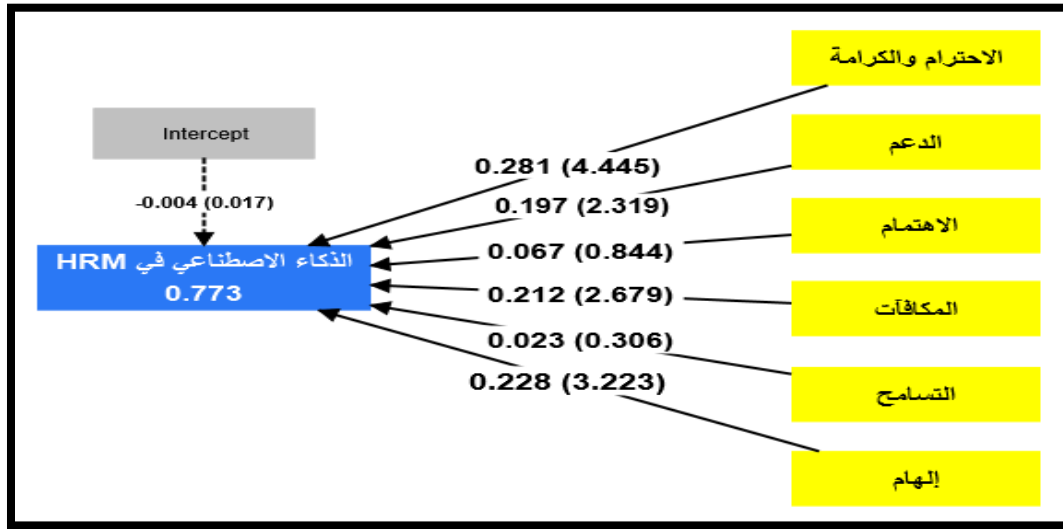 الاحترام والكرامة
Intercept
الدعم
0.281 (4.445)
-0.004 (0.017)
0.197 (2.319)
الاهتمام
0.067 (0.844)
الذكاء الاصطناعي في HRM
0.773
0.212 (2.679)
المكافآت
0.023 (0.306)
0.228 (3.223)
التسامح
إلهام